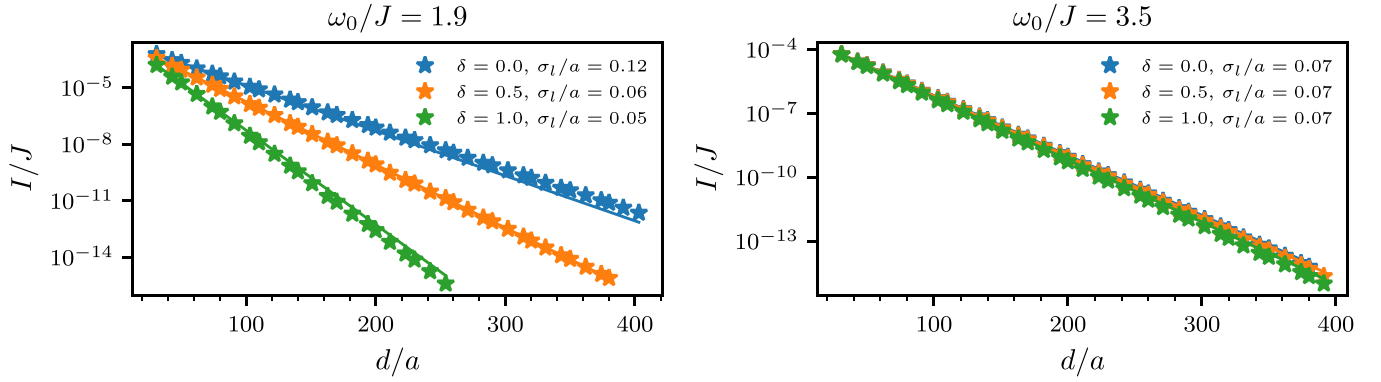 ω₀/J = 1.9
I/J
10⁻⁵
10⁻⁸
10⁻¹¹
10⁻¹⁴
δ = 0.0, σₗ/a = 0.12
δ = 0.5, σₗ/a = 0.06
δ = 1.0, σₗ/a = 0.05
100 200 300 400
d/a
ω₀/J = 3.5
I/J
10⁻⁴
10⁻⁷
10⁻¹⁰
10⁻¹³
δ = 0.0, σₗ/a = 0.07
δ = 0.5, σₗ/a = 0.07
δ = 1.0, σₗ/a = 0.07
100 200 300 400
d/a